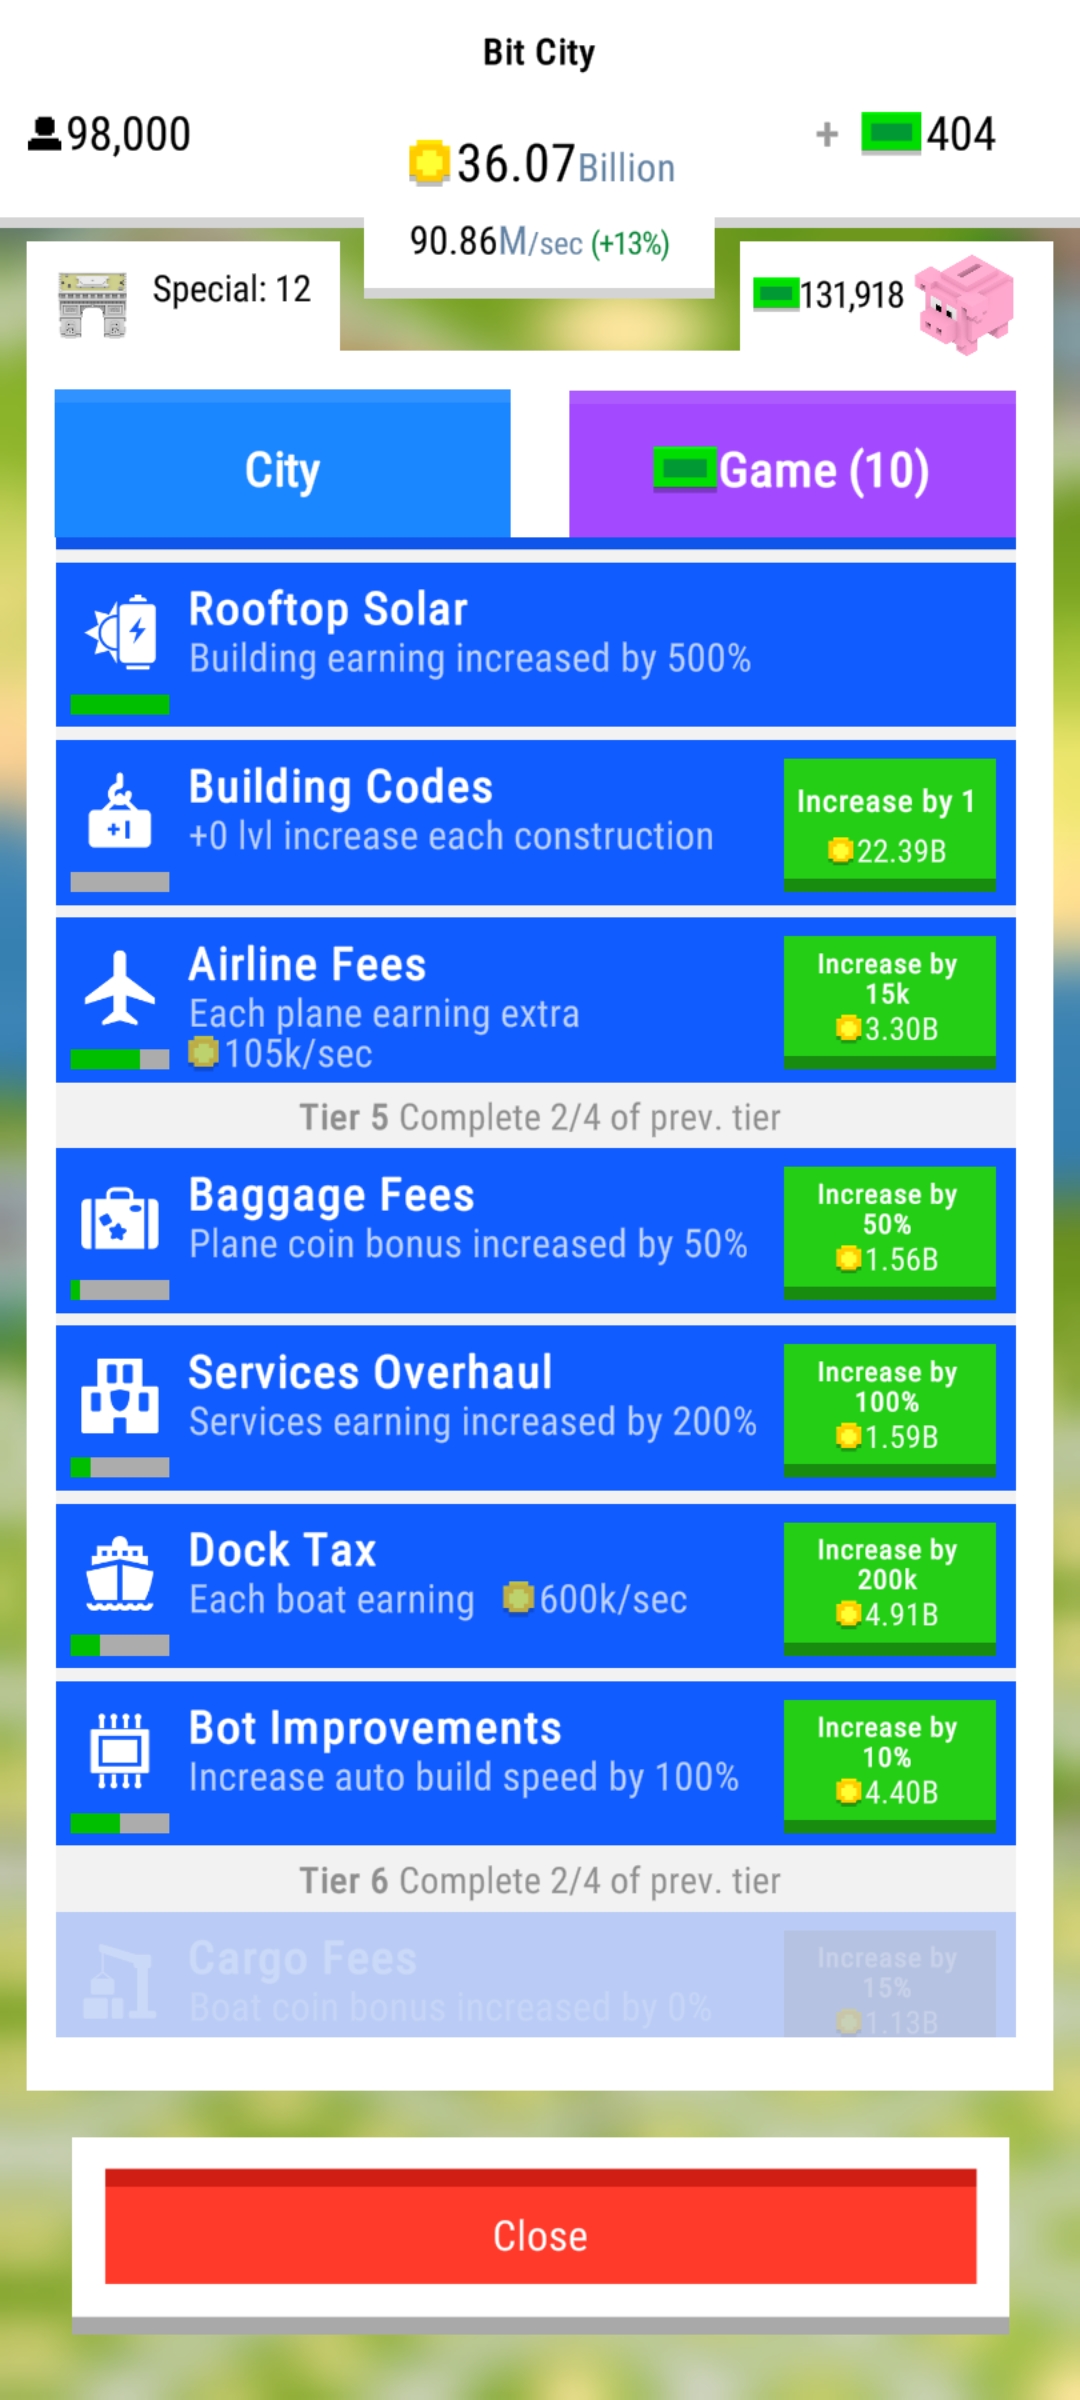 Bit City
98,000
36.07Billion
+ 404
90.86M/sec (+13%)
Special: 12
131,918
City
Game (10)
Rooftop Solar
Building earning increased by 500%
Building Codes
+0 lvl increase each construction
Increase by 1
22.39B
+1
Airline Fees
Each plane earning extra
105k/sec
Increase by
15k
3.30B
Tier 5 Complete 2/4 of prev. tier
Baggage Fees
Plane coin bonus increased by 50%
Increase by
50%
1.56B
Services Overhaul
Services earning increased by 200%
Increase by
100%
1.59B
Dock Tax
Each boat earning 600k/sec
Increase by
200k
4.91B
Bot Improvements
Increase auto build speed by 100%
Increase by
10%
4.40B
Tier 6 Complete 2/4 of prev. tier
Cargo Fees
Boat coin bonus increased by 0%
Increase by
15%
1.13B
Close